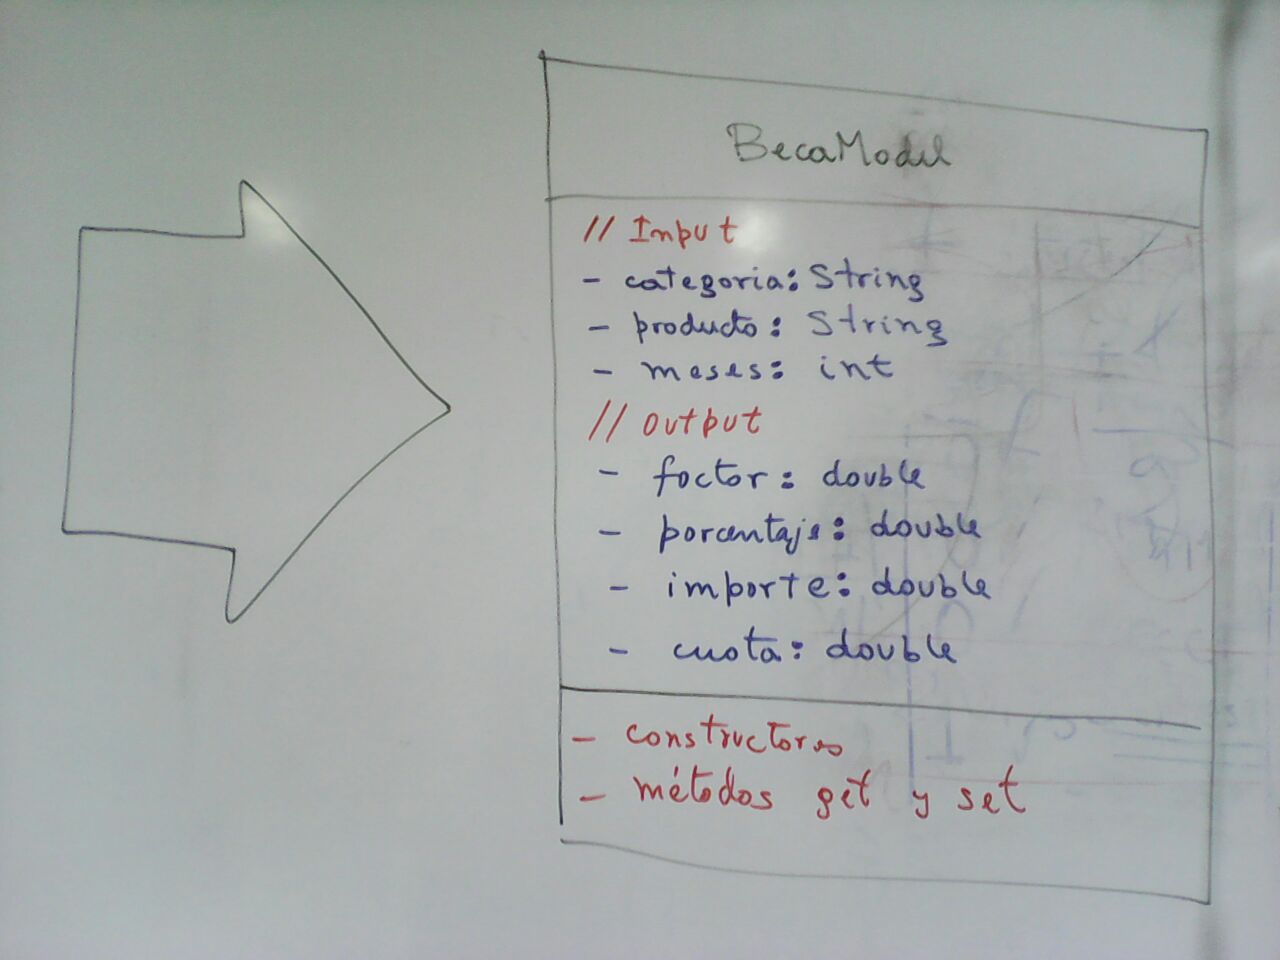 BecaModel
// Input
- categoria: String
- producto: String
- meses: int
// Output
- factor: double
- porcentaje: double
- importe: double
- cuota: double
- constructores
- métodos get y set